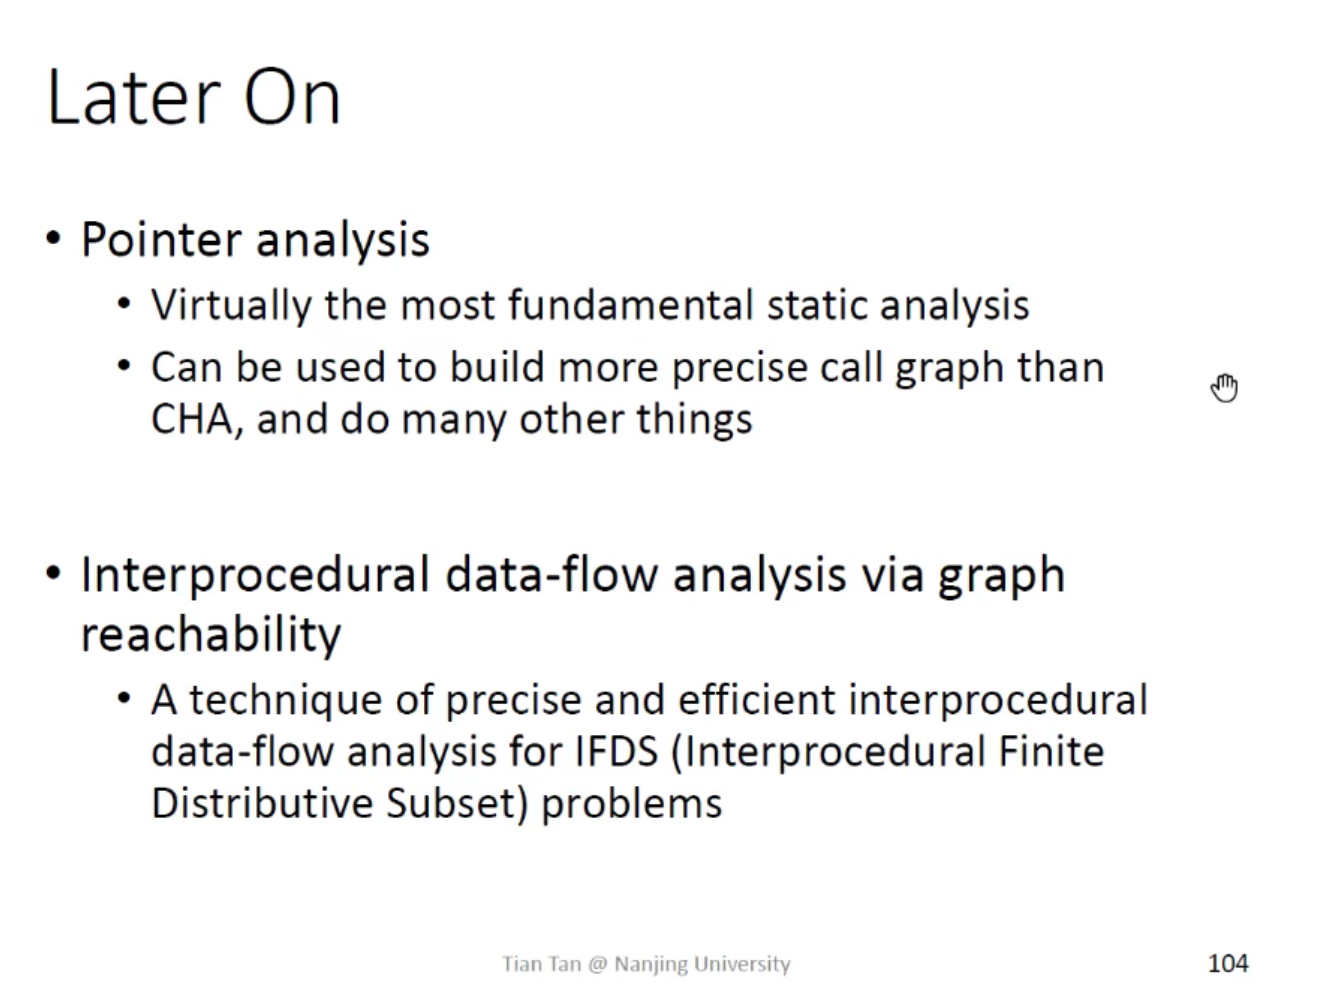 Later On
• Pointer analysis
• Virtually the most fundamental static analysis
• Can be used to build more precise call graph than
CHA, and do many other things
• Interprocedural data-flow analysis via graph
reachability
• A technique of precise and efficient interprocedural
data-flow analysis for IFDS (Interprocedural Finite
Distributive Subset) problems
Tian Tan @ Nanjing University
104